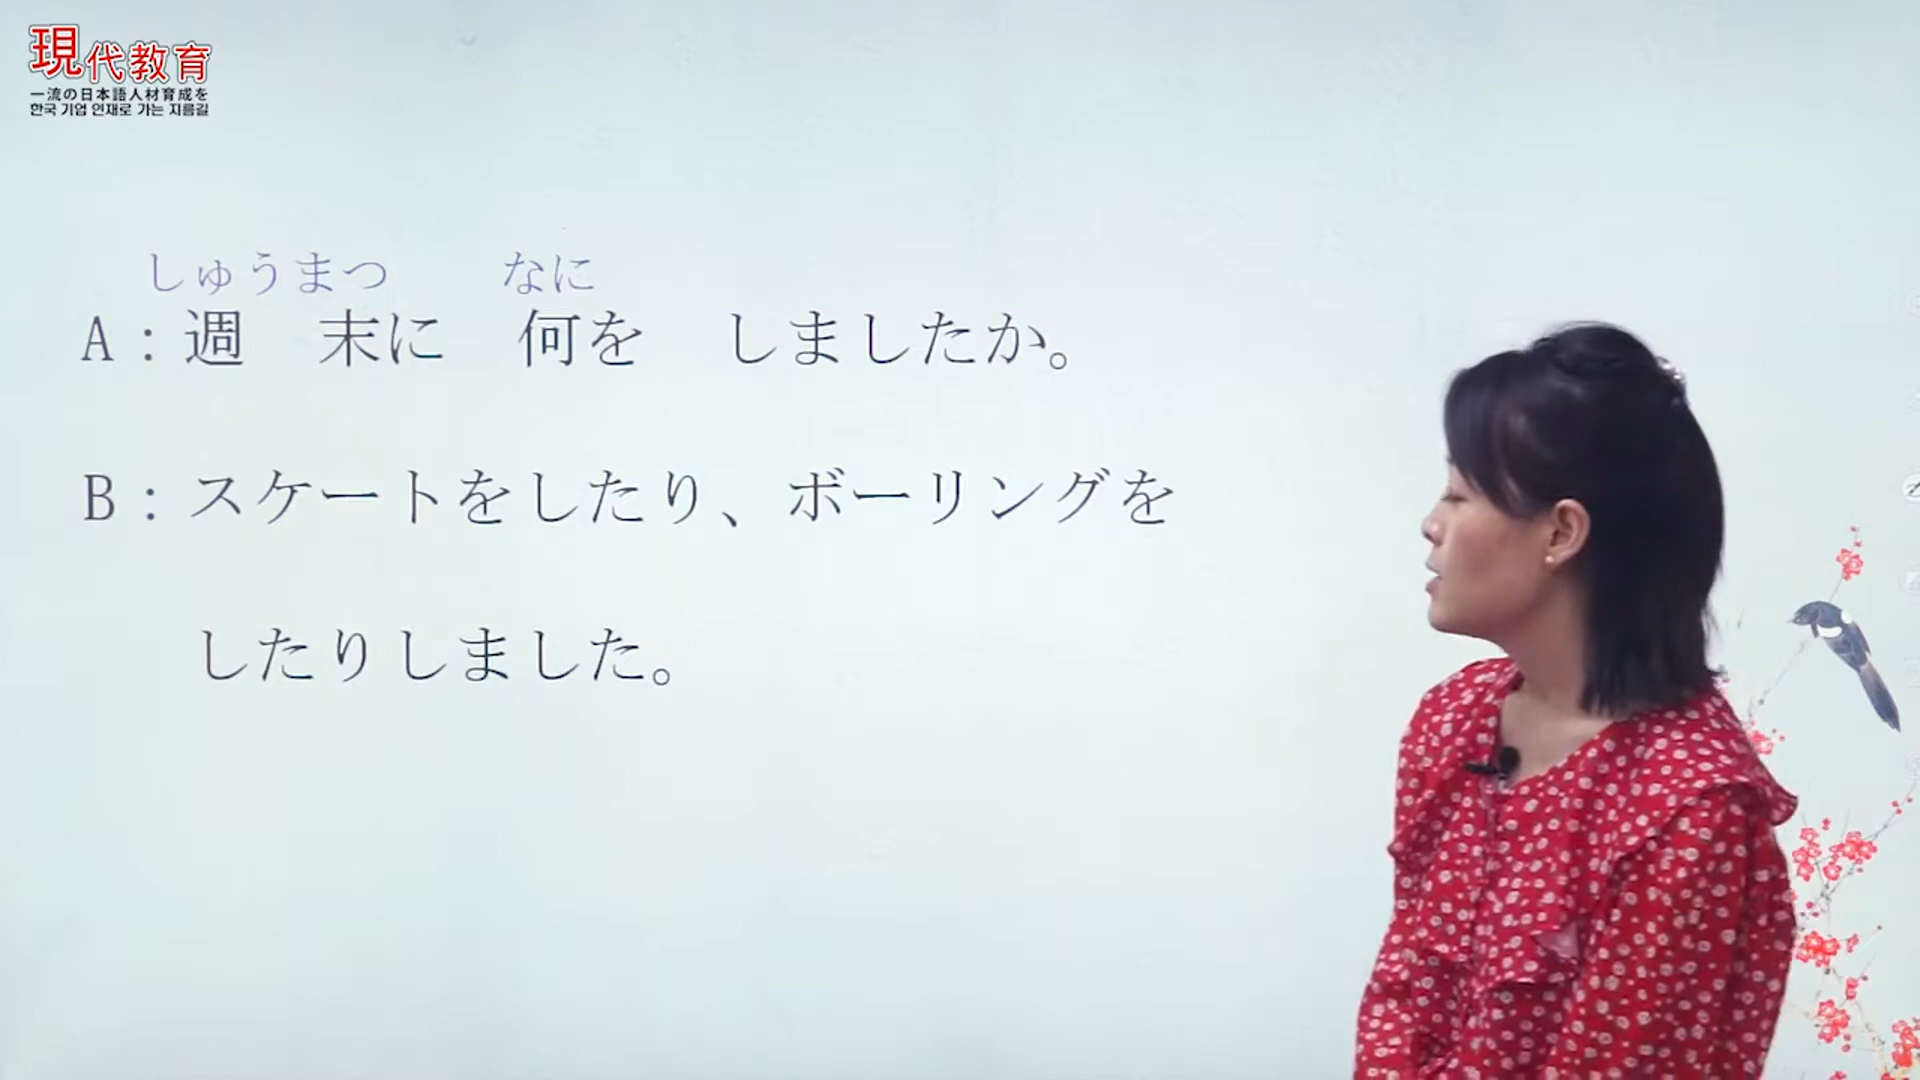 現代教育
一流の日本語人材育成を
한국 기업 인재로 가는 지름길
しゅうまつ なに
A：週 末に 何を しましたか。
B：スケートをしたり、ボーリングを
したりしました。